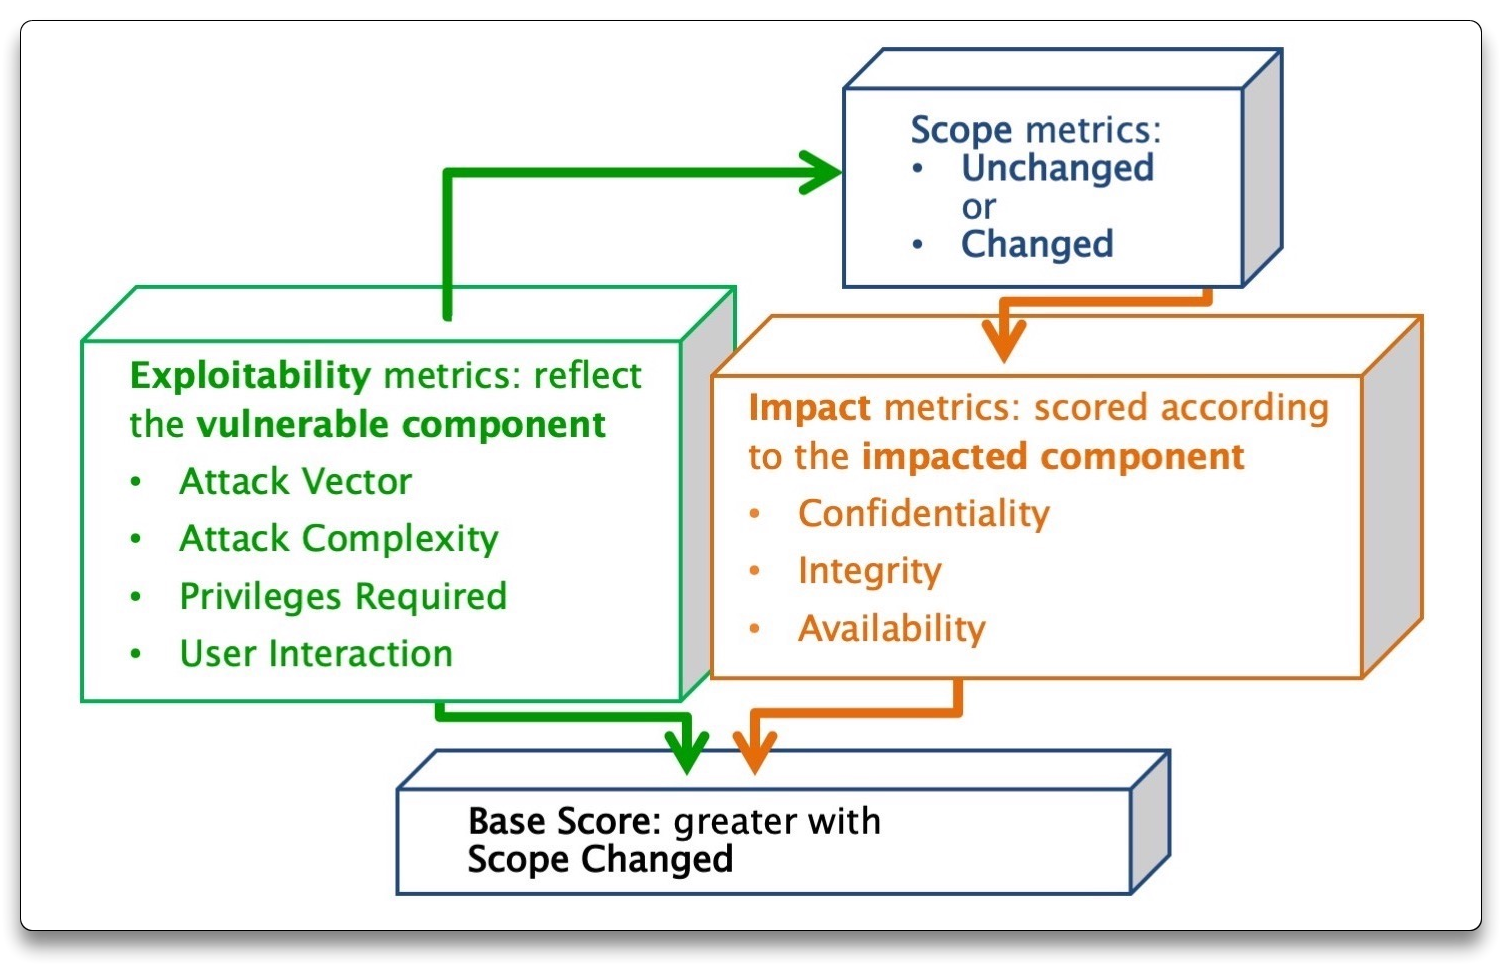 Scope metrics:
• Unchanged
or
• Changed
Exploitability metrics: reflect
the vulnerable component
• Attack Vector
• Attack Complexity
• Privileges Required
• User Interaction
Impact metrics: scored according
to the impacted component
• Confidentiality
• Integrity
• Availability
Base Score: greater with
Scope Changed